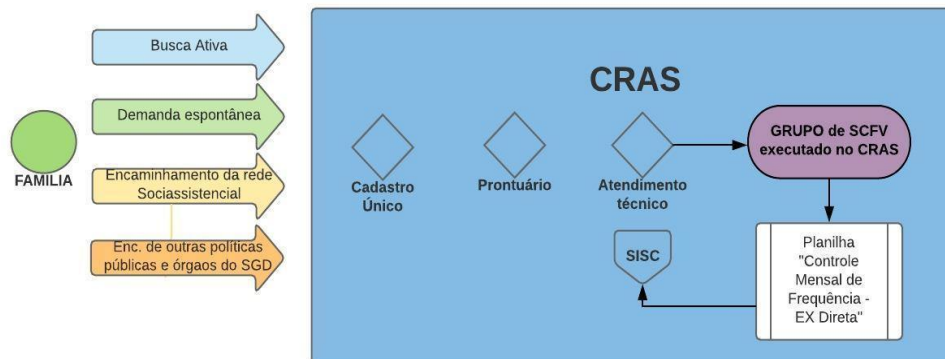 Busca Ativa
Demanda espontânea
FAMILIA
Encaminhamento da rede
Sociassistencial
Enc. de outras políticas
públicas e órgaos do SGD
CRAS
Cadastro
Único
Prontuário
Atendimento
técnico
GRUPO de SCFV
executado no CRAS
SISC
Planilha
"Controle
Mensal de
Frequência -
EX Direta"